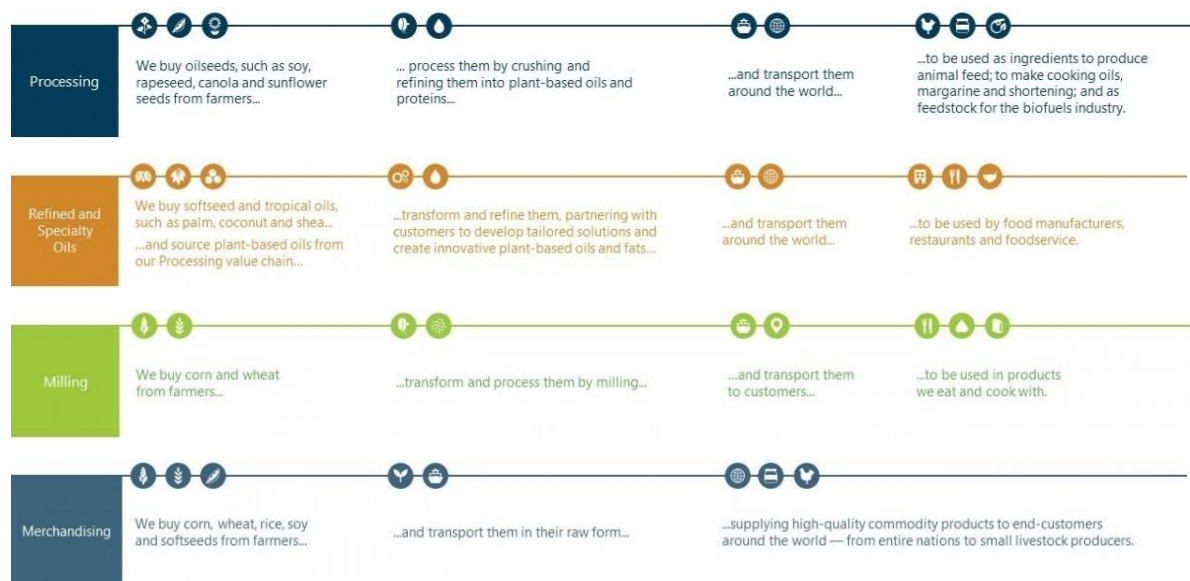 Processing
We buy oilseeds, such as soy,
rapeseed, canola and sunflower
seeds from farmers...
... process them by crushing and
refining them into plant-based oils and
proteins...
...and transport them
around the world...
...to be used as ingredients to produce
animal feed; to make cooking oils,
margarine and shortening; and as
feedstock for the biofuels industry.
Refined and
Specialty
Oils
We buy softseed and tropical oils,
such as palm, coconut and shea...
...and source plant-based oils from
our Processing value chain...
...transform and refine them, partnering with
customers to develop tailored solutions and
create innovative plant-based oils and fats...
...and transport them
around the world...
...to be used by food manufacturers,
restaurants and foodservice.
Milling
We buy corn and wheat
from farmers...
...transform and process them by milling...
...and transport them
to customers...
...to be used in products
we eat and cook with.
Merchandising
We buy corn, wheat, rice, soy
and softseeds from farmers...
...and transport them in their raw form...
...supplying high-quality commodity products to end-customers
around the world — from entire nations to small livestock producers.